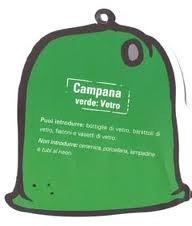 Campana
verde: Vetro
Puoi introdurre: bottiglie di vetro, barattoli di
vetro, flaconi e vasetti di vetro.
Non introdurre: ceramica, porcellana, lampadine
e tubi al neon.